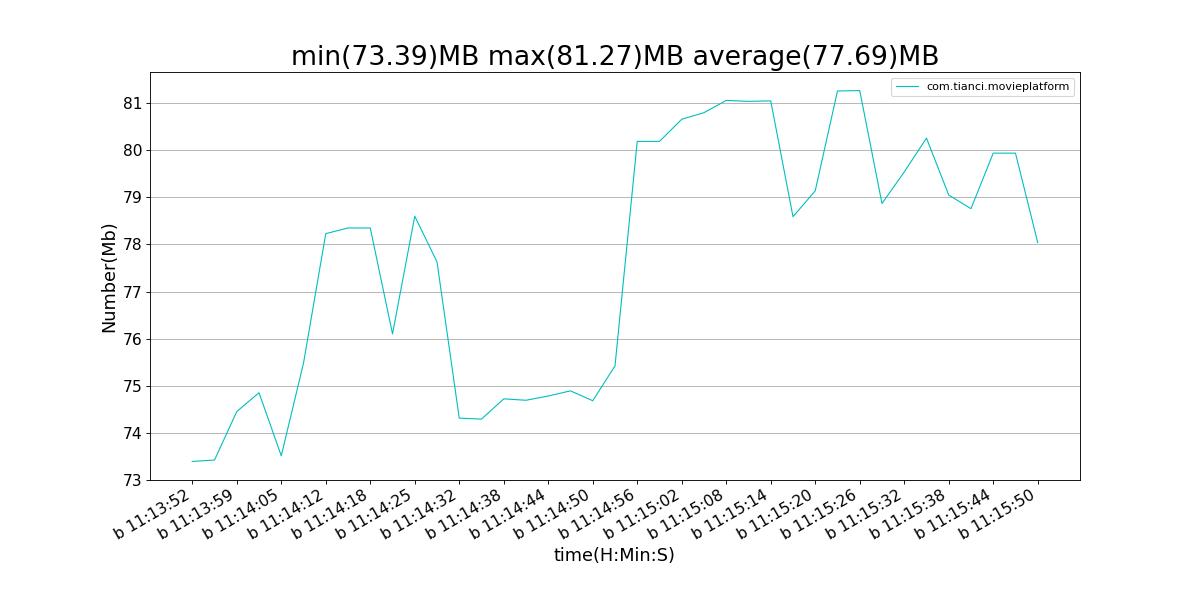 min(73.39)MB max(81.27)MB average(77.69)MB
com.tianci.movieplatform
81
80
79
78
77
76
75
74
73
Number(Mb)
b 11:13:52
b 11:13:59
b 11:14:05
b 11:14:12
b 11:14:18
b 11:14:25
b 11:14:32
b 11:14:38
b 11:14:44
b 11:14:50
b 11:14:56
b 11:15:02
b 11:15:08
b 11:15:14
b 11:15:20
b 11:15:26
b 11:15:32
b 11:15:38
b 11:15:44
b 11:15:50
time(H:Min:S)